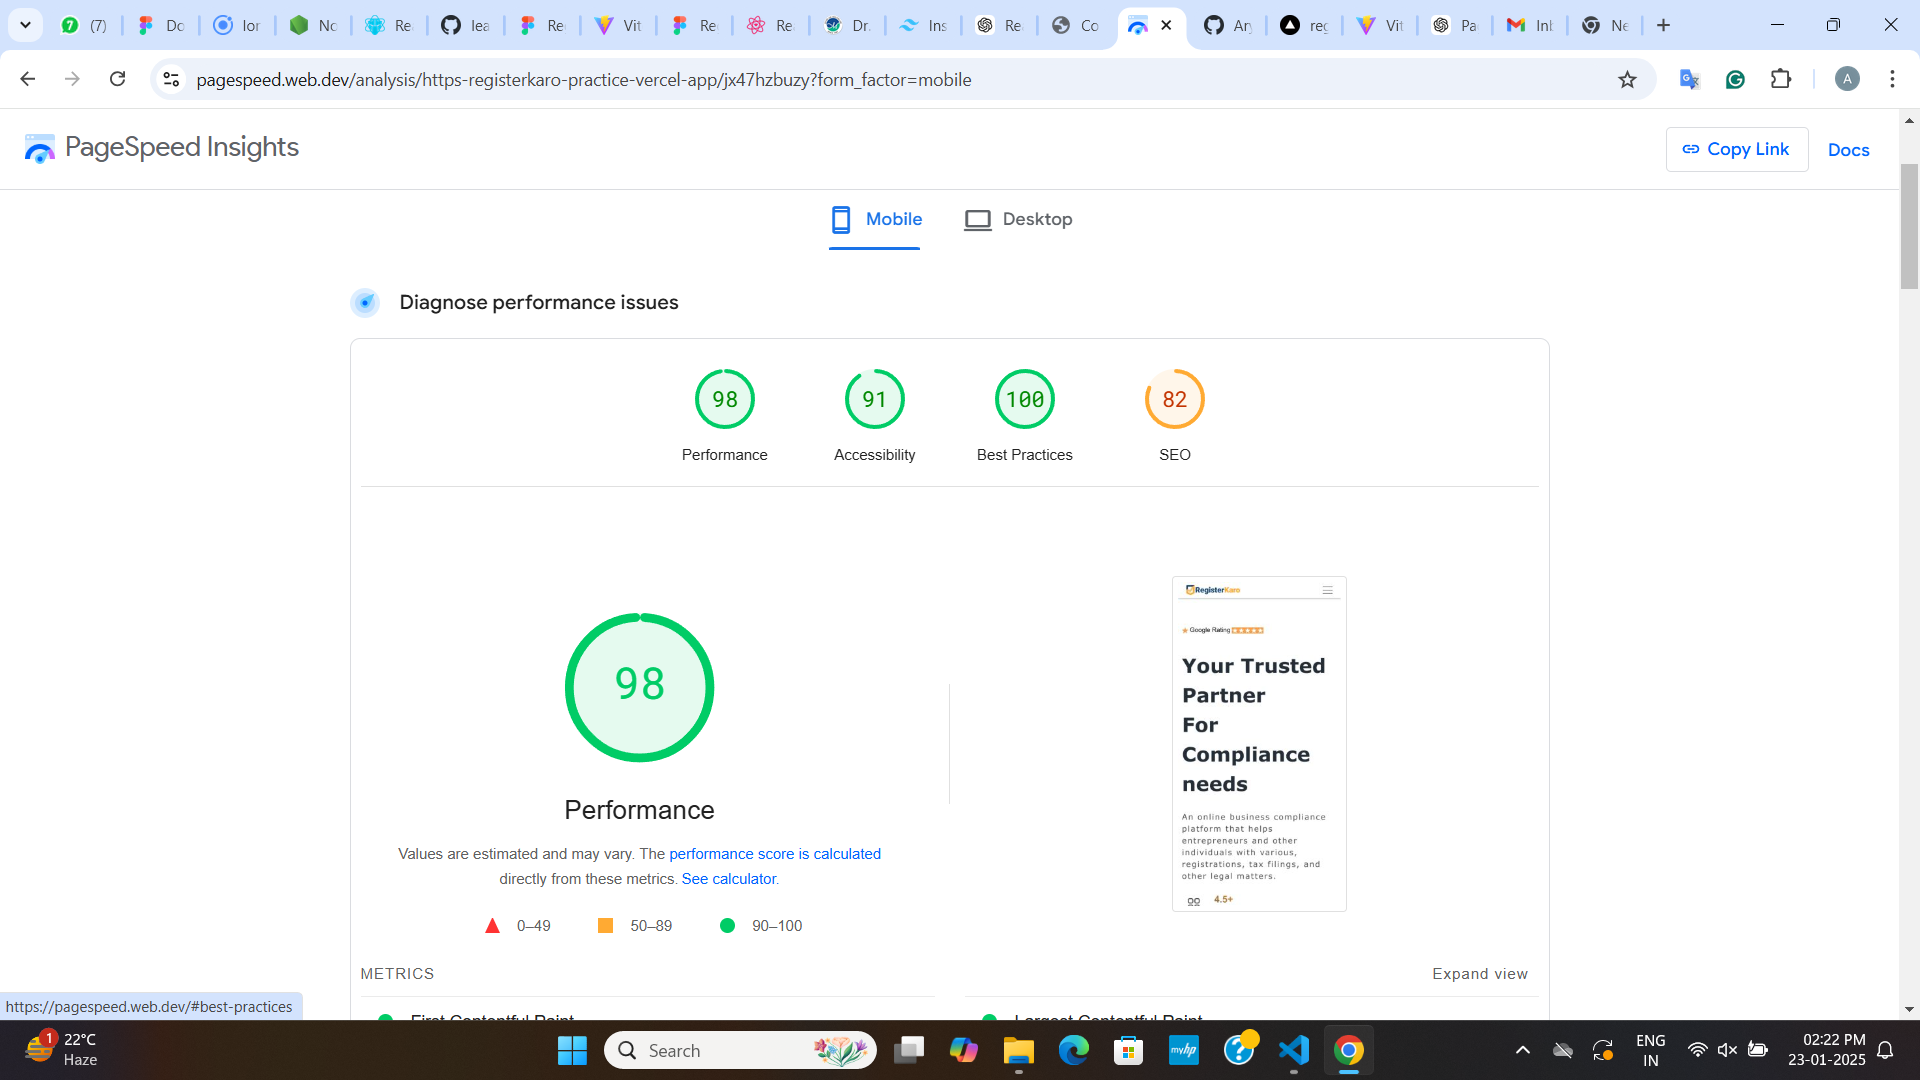 (7)
Do
Ior
No
Re
lea
Re
Vit
Re
Re
Dr.
Ins
Re
Co
Ary
reg
Vit
Pa
Inb
Ne
pagespeed.web.dev/analysis/https-registerkaro-practice-vercel-app/jx47hzbuzy?form_factor=mobile
A
PageSpeed Insights
Copy Link
Docs
Mobile
Desktop
Diagnose performance issues
98
91
100
82
Performance
Accessibility
Best Practices
SEO
98
Performance
Values are estimated and may vary. The performance score is calculated
directly from these metrics. See calculator.
0–49
50–89
90–100
RegisterKaro
Google Rating
Your Trusted
Partner
For
Compliance
needs
An online business compliance
platform that helps
entrepreneurs and other
individuals with various,
registrations, tax filings, and
other legal matters.
4.5+
METRICS
Expand view
First Contentful Paint
Largest Contentful Paint
https://pagespeed.web.dev/#best-practices
1
22°C
Haze
Search
myhp
ENG
IN
02:22 PM
23-01-2025